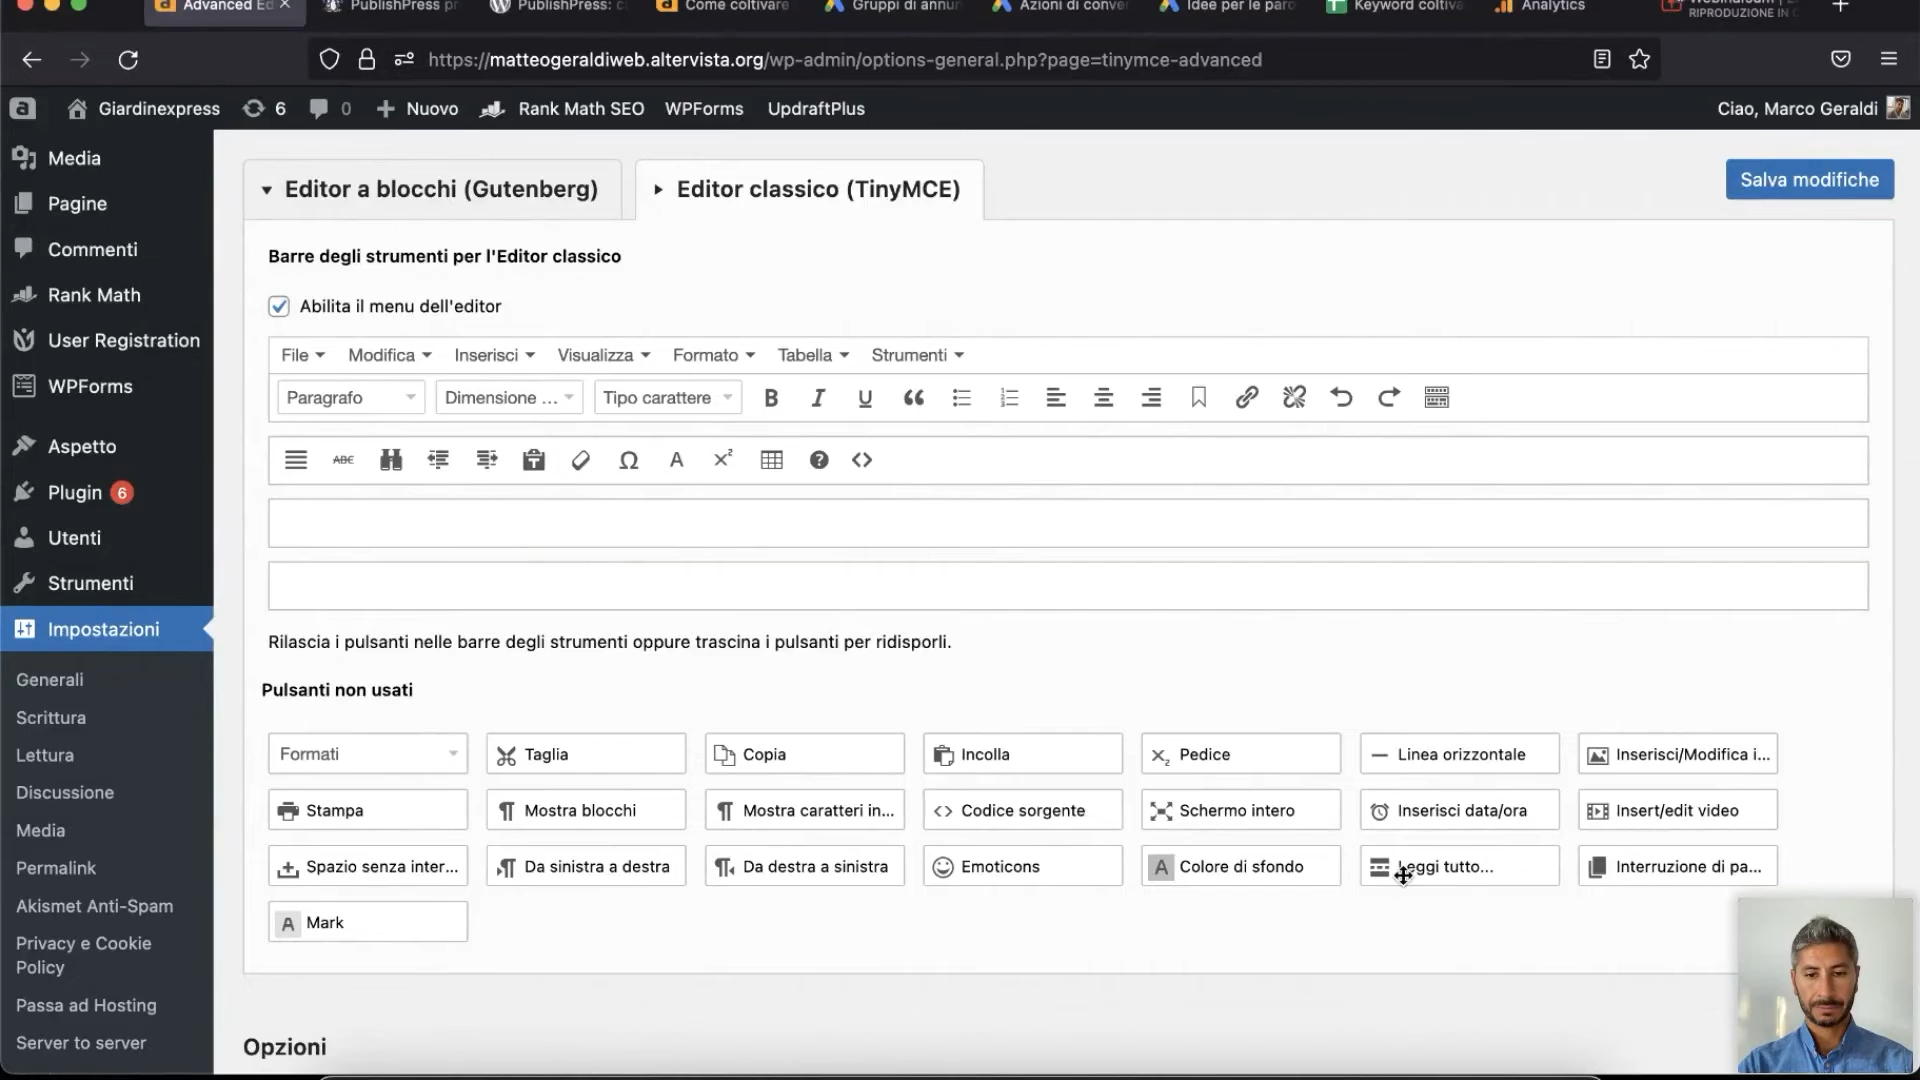 Advanced Ed
PublishPress pr
PublishPress: c
Come coltivare
Gruppi di annun
Azioni di conver
Idee per le paro
Keyword coltiva
Analytics
RIPRODUZIONE IN C
https://matteogeraldiweb.altervista.org/wp-admin/options-general.php?page=tinymce-advanced
Giardinexpress 6 0 Nuovo Rank Math SEO WPForms UpdraftPlus Ciao, Marco Geraldi
Media
Pagine
Commenti
Rank Math
User Registration
WPForms
Aspetto
Plugin 6
Utenti
Strumenti
Impostazioni
Generali
Scrittura
Lettura
Discussione
Media
Permalink
Akismet Anti-Spam
Privacy e Cookie
Policy
Passa ad Hosting
Server to server
Editor a blocchi (Gutenberg) Editor classico (TinyMCE) Salva modifiche
Barre degli strumenti per l'Editor classico
Abilita il menu dell'editor
File Modifica Inserisci Visualizza Formato Tabella Strumenti
Paragrafo Dimensione ... Tipo carattere B I U
ABC Ω A x²
Rilascia i pulsanti nelle barre degli strumenti oppure trascina i pulsanti per ridisporli.
Pulsanti non usati
Formati Taglia Copia Incolla Pedice Linea orizzontale Inserisci/Modifica i...
Stampa Mostra blocchi Mostra caratteri in... Codice sorgente Schermo intero Inserisci data/ora Insert/edit video
Spazio senza inter... Da sinistra a destra Da destra a sinistra Emoticons Colore di sfondo Leggi tutto... Interruzione di pa...
Mark
Opzioni